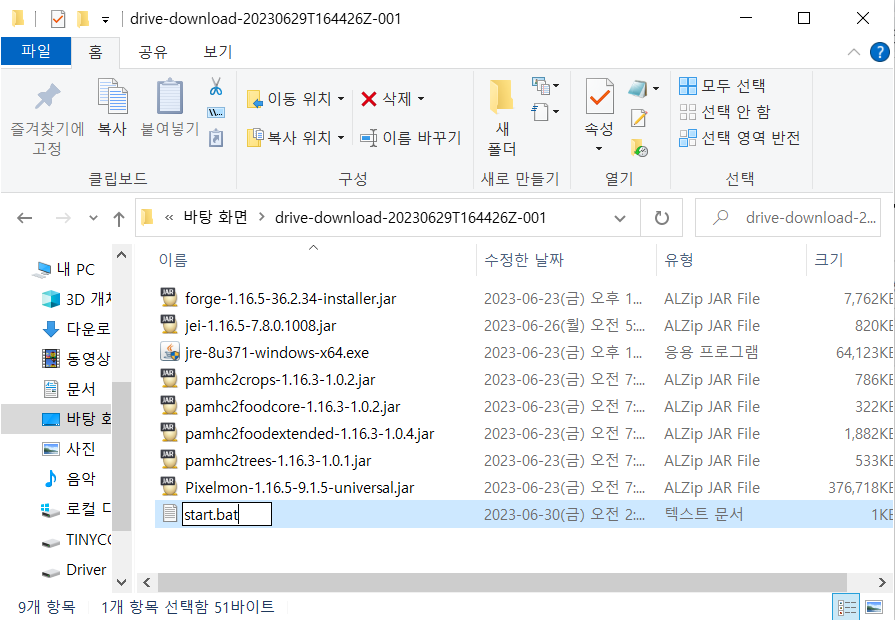 drive-download-20230629T164426Z-001
파일 홈 공유 보기
즐겨찾기에 고정
복사
붙여넣기
클립보드
이동 위치
복사 위치
삭제
이름 바꾸기
구성
새 폴더
새로 만들기
속성
열기
모두 선택
선택 안 함
선택 영역 반전
선택
« 바탕 화면 > drive-download-20230629T164426Z-001
drive-download-2...
내 PC
3D 개체
다운로
동영상
문서
바탕 화
사진
음악
로컬 디
TINYCO
Driver
이름 수정한 날짜 유형 크기
forge-1.16.5-36.2.34-installer.jar 2023-06-23(금) 오후 1... ALZip JAR File 7,762KB
jei-1.16.5-7.8.0.1008.jar 2023-06-26(월) 오전 5:... ALZip JAR File 820KB
jre-8u371-windows-x64.exe 2023-06-23(금) 오후 1... 응용 프로그램 64,123KB
pamhc2crops-1.16.3-1.0.2.jar 2023-06-23(금) 오전 7:... ALZip JAR File 786KB
pamhc2foodcore-1.16.3-1.0.2.jar 2023-06-23(금) 오전 7:... ALZip JAR File 322KB
pamhc2foodextended-1.16.3-1.0.4.jar 2023-06-23(금) 오전 7:... ALZip JAR File 1,882KB
pamhc2trees-1.16.3-1.0.1.jar 2023-06-23(금) 오전 7:... ALZip JAR File 533KB
Pixelmon-1.16.5-9.1.5-universal.jar 2023-06-23(금) 오전 7:... ALZip JAR File 376,718KB
start.bat 2023-06-30(금) 오전 2:... 텍스트 문서 1KB
9개 항목 1개 항목 선택함 51바이트